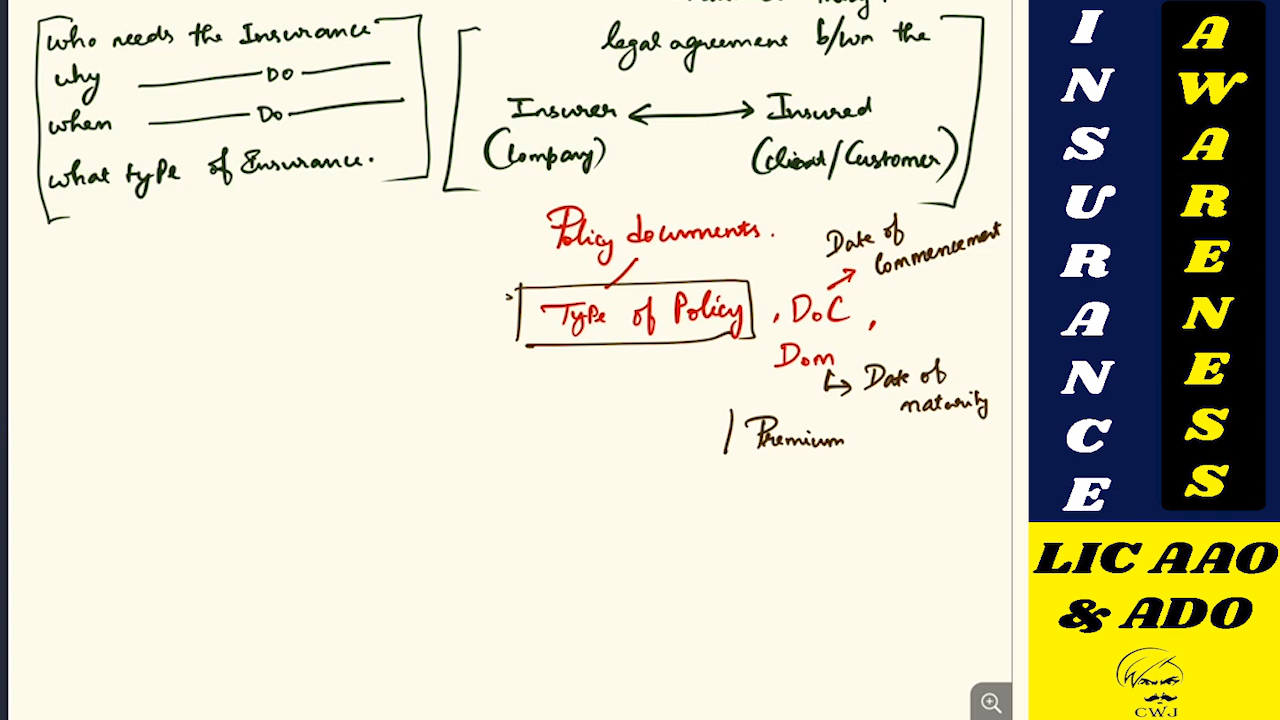 who needs the Insurance
why ——— Do ———
when ——— Do ———
what type of Insurance.
legal agreement b/wn the
Insurer ⟷ Insured
(Company) (client/Customer)
Policy documents.
Type of Policy , DoC ,
Date of
Commencement
Dom
Date of
maturity
/ Premium
INSURANCE
AWARENESS
LIC AAO
& ADO
CWJ